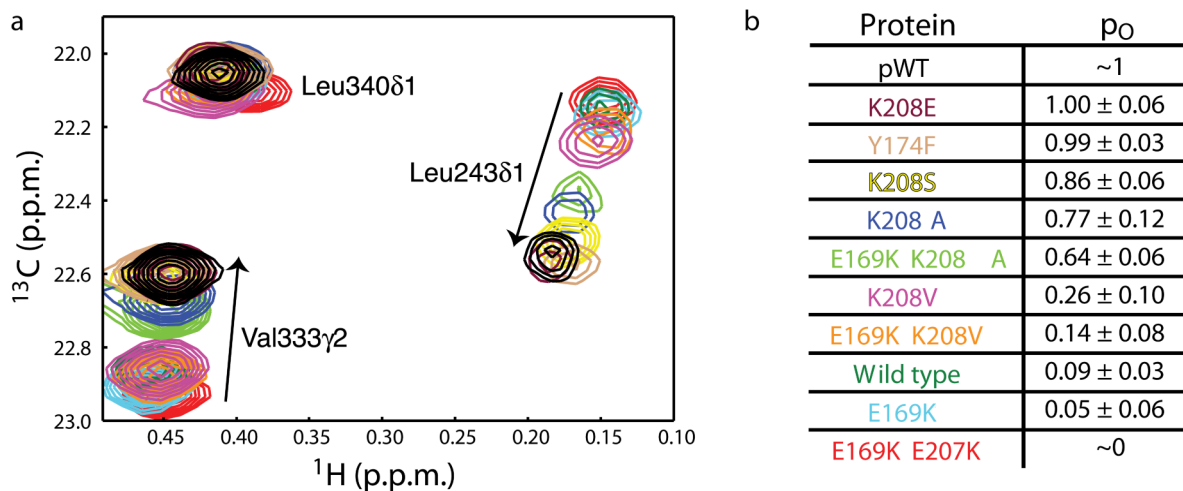 a
22.0
22.2
22.4
22.6
22.8
23.0
¹³C (p.p.m.)
Leu340δ1
Leu243δ1
Val333γ2
0.45 0.40 0.35 0.30 0.25 0.20 0.15 0.10
¹H (p.p.m.)
b
Protein pO
pWT ~1
K208E 1.00 ± 0.06
Y174F 0.99 ± 0.03
K208S 0.86 ± 0.06
K208 A 0.77 ± 0.12
E169K K208 A 0.64 ± 0.06
K208V 0.26 ± 0.10
E169K K208V 0.14 ± 0.08
Wild type 0.09 ± 0.03
E169K 0.05 ± 0.06
E169K E207K ~0